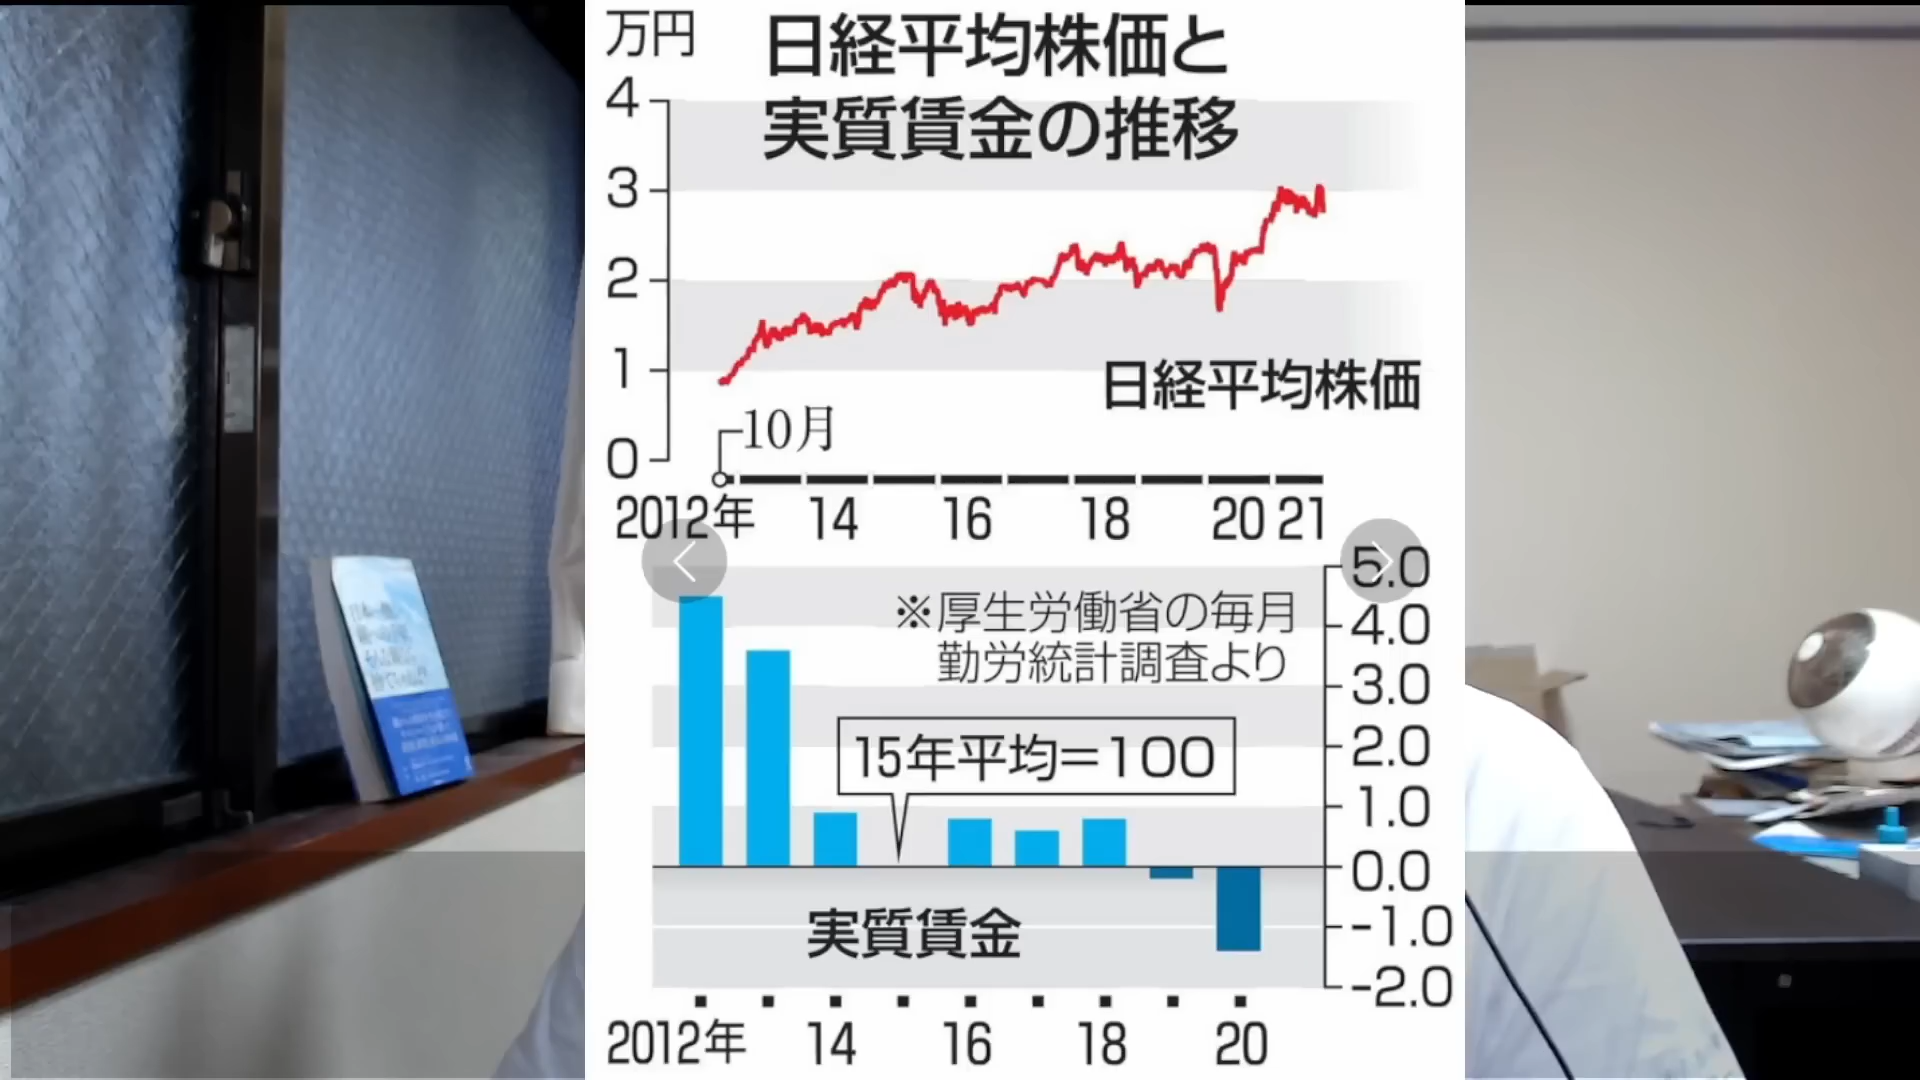 万円
日経平均株価と
実質賃金の推移
4
3
2
1
0
日経平均株価
10月
2012年 14 16 18 20 21
5.0
4.0
3.0
2.0
1.0
0.0
-1.0
-2.0
※厚生労働省の毎月
勤労統計調査より
15年平均=100
実質賃金
2012年 14 16 18 20